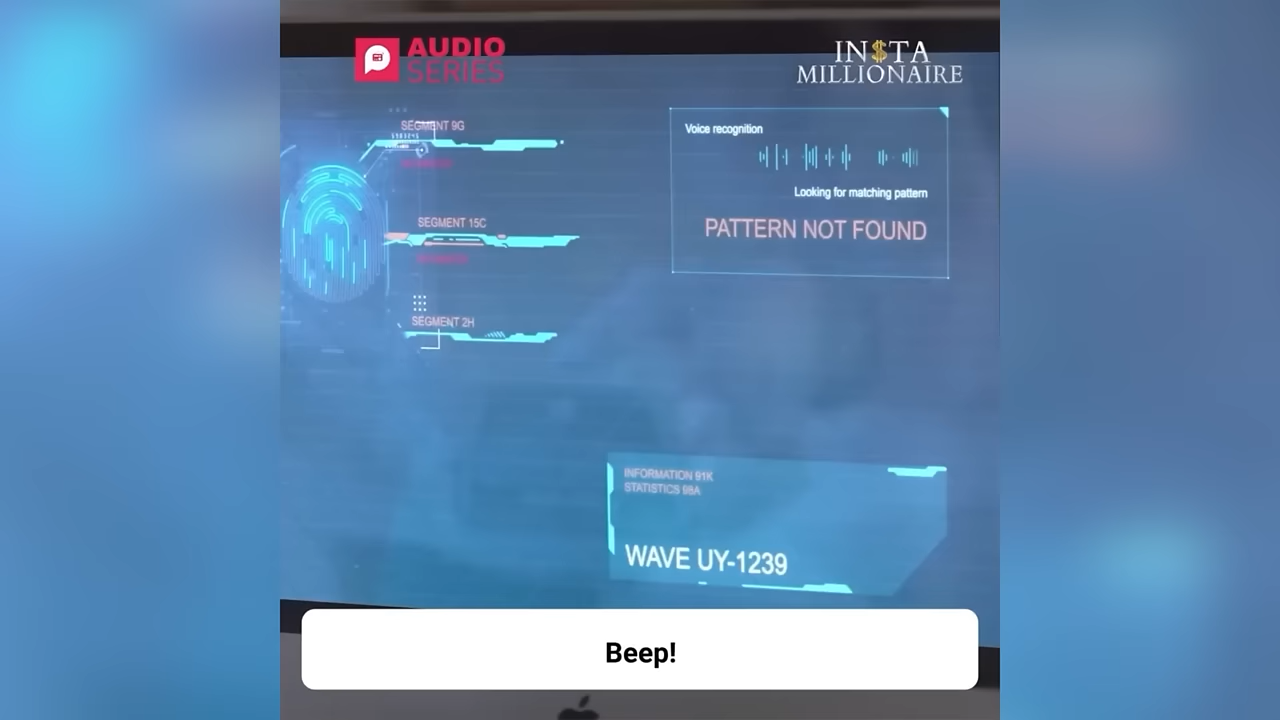 AUDIO
SERIES
IN$TA
MILLIONAIRE
SEGMENT 9G
Voice recognition
Looking for matching pattern
SEGMENT 15C
PATTERN NOT FOUND
SEGMENT 2H
INFORMATION 91K
STATISTICS 98A
WAVE UY-1239
Beep!